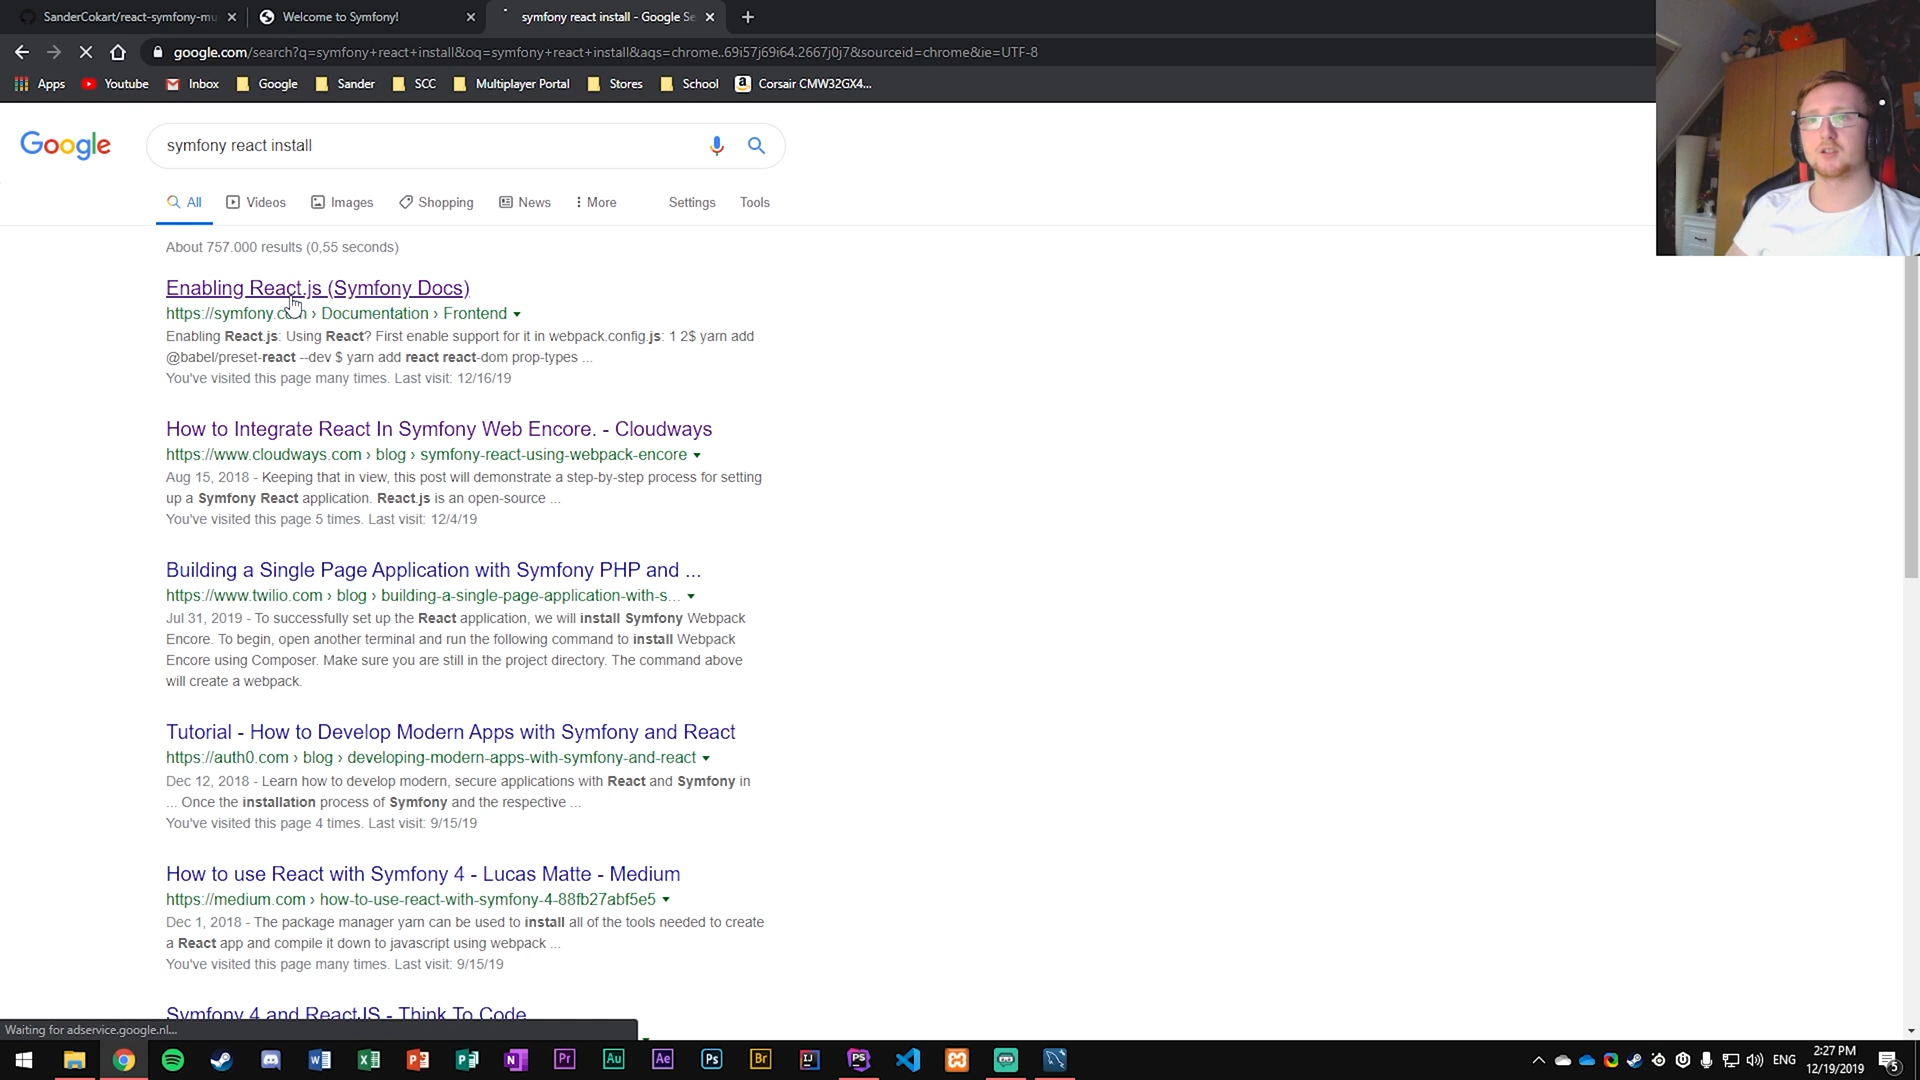 SanderCokart/react-symfony-mu
Welcome to Symfony!
symfony react install - Google Se
google.com/search?q=symfony+react+install&oq=symfony+react+install&aqs=chrome..69i57j69i64.2667j0j7&sourceid=chrome&ie=UTF-8
Apps Youtube Inbox Google Sander SCC Multiplayer Portal Stores School Corsair CMW32GX4...
Google
symfony react install
All Videos Images Shopping News More Settings Tools
About 757.000 results (0,55 seconds)
Enabling React.js (Symfony Docs)
https://symfony.com › Documentation › Frontend
Enabling React.js: Using React? First enable support for it in webpack.config.js: 1 2$ yarn add
@babel/preset-react --dev $ yarn add react react-dom prop-types ...
You've visited this page many times. Last visit: 12/16/19
How to Integrate React In Symfony Web Encore. - Cloudways
https://www.cloudways.com › blog › symfony-react-using-webpack-encore
Aug 15, 2018 - Keeping that in view, this post will demonstrate a step-by-step process for setting
up a Symfony React application. React.js is an open-source ...
You've visited this page 5 times. Last visit: 12/4/19
Building a Single Page Application with Symfony PHP and ...
https://www.twilio.com › blog › building-a-single-page-application-with-s...
Jul 31, 2019 - To successfully set up the React application, we will install Symfony Webpack
Encore. To begin, open another terminal and run the following command to install Webpack
Encore using Composer. Make sure you are still in the project directory. The command above
will create a webpack.
Tutorial - How to Develop Modern Apps with Symfony and React
https://auth0.com › blog › developing-modern-apps-with-symfony-and-react
Dec 12, 2018 - Learn how to develop modern, secure applications with React and Symfony in
... Once the installation process of Symfony and the respective ...
You've visited this page 4 times. Last visit: 9/15/19
How to use React with Symfony 4 - Lucas Matte - Medium
https://medium.com › how-to-use-react-with-symfony-4-88fb27abf5e5
Dec 1, 2018 - The package manager yarn can be used to install all of the tools needed to create
a React app and compile it down to javascript using webpack ...
You've visited this page many times. Last visit: 9/15/19
Symfony 4 and ReactJS - Think To Code
Waiting for adservice.google.nl...
Pr Au Ae Ps Br IJ PS
ENG
2:27 PM
12/19/2019
5